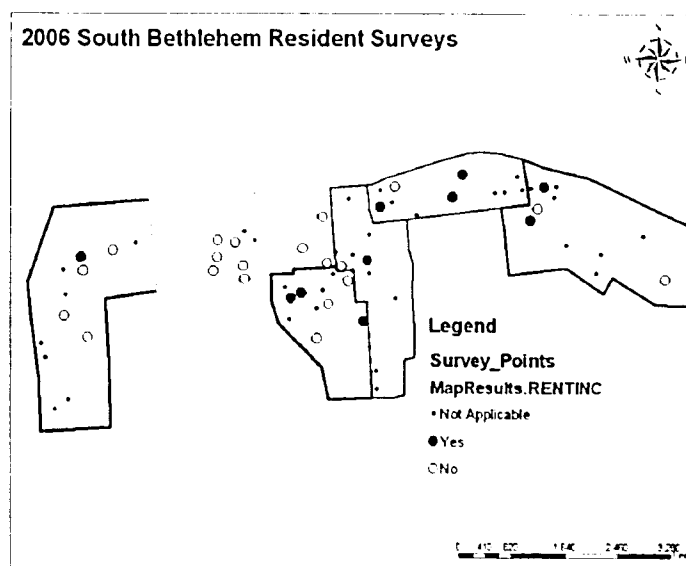 2006 South Bethlehem Resident Surveys
Legend
Survey_Points
MapResults.RENTINC
Not Applicable
Yes
No